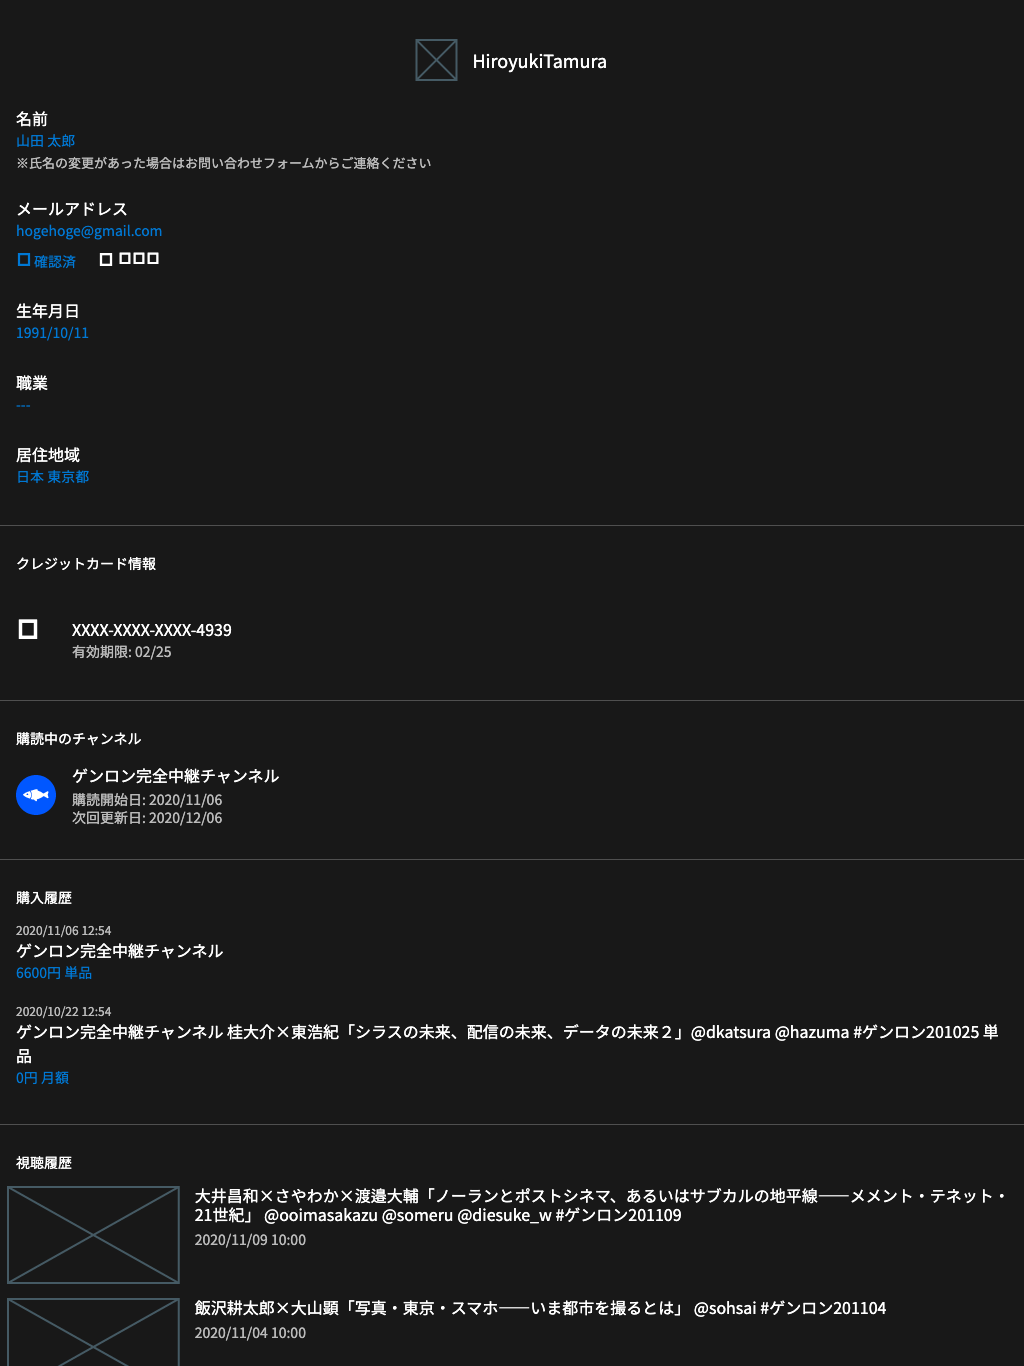 HiroyukiTamura
名前
山田 太郎
※氏名の変更があった場合はお問い合わせフォームからご連絡ください
メールアドレス
hogehoge@gmail.com
確認済
生年月日
1991/10/11
職業
---
居住地域
日本 東京都
クレジットカード情報
XXXX-XXXX-XXXX-4939
有効期限: 02/25
購読中のチャンネル
ゲンロン完全中継チャンネル
購読開始日: 2020/11/06
次回更新日: 2020/12/06
購入履歴
2020/11/06 12:54
ゲンロン完全中継チャンネル
6600円 単品
2020/10/22 12:54
ゲンロン完全中継チャンネル 桂大介×東浩紀「シラスの未来、配信の未来、データの未来２」@dkatsura @hazuma #ゲンロン201025 単
品
0円 月額
視聴履歴
大井昌和×さやわか×渡邉大輔「ノーランとポストシネマ、あるいはサブカルの地平線——メメント・テネット・
21世紀」 @ooimasakazu @someru @diesuke_w #ゲンロン201109
2020/11/09 10:00
飯沢耕太郎×大山顕「写真・東京・スマホ——いま都市を撮るとは」 @sohsai #ゲンロン201104
2020/11/04 10:00